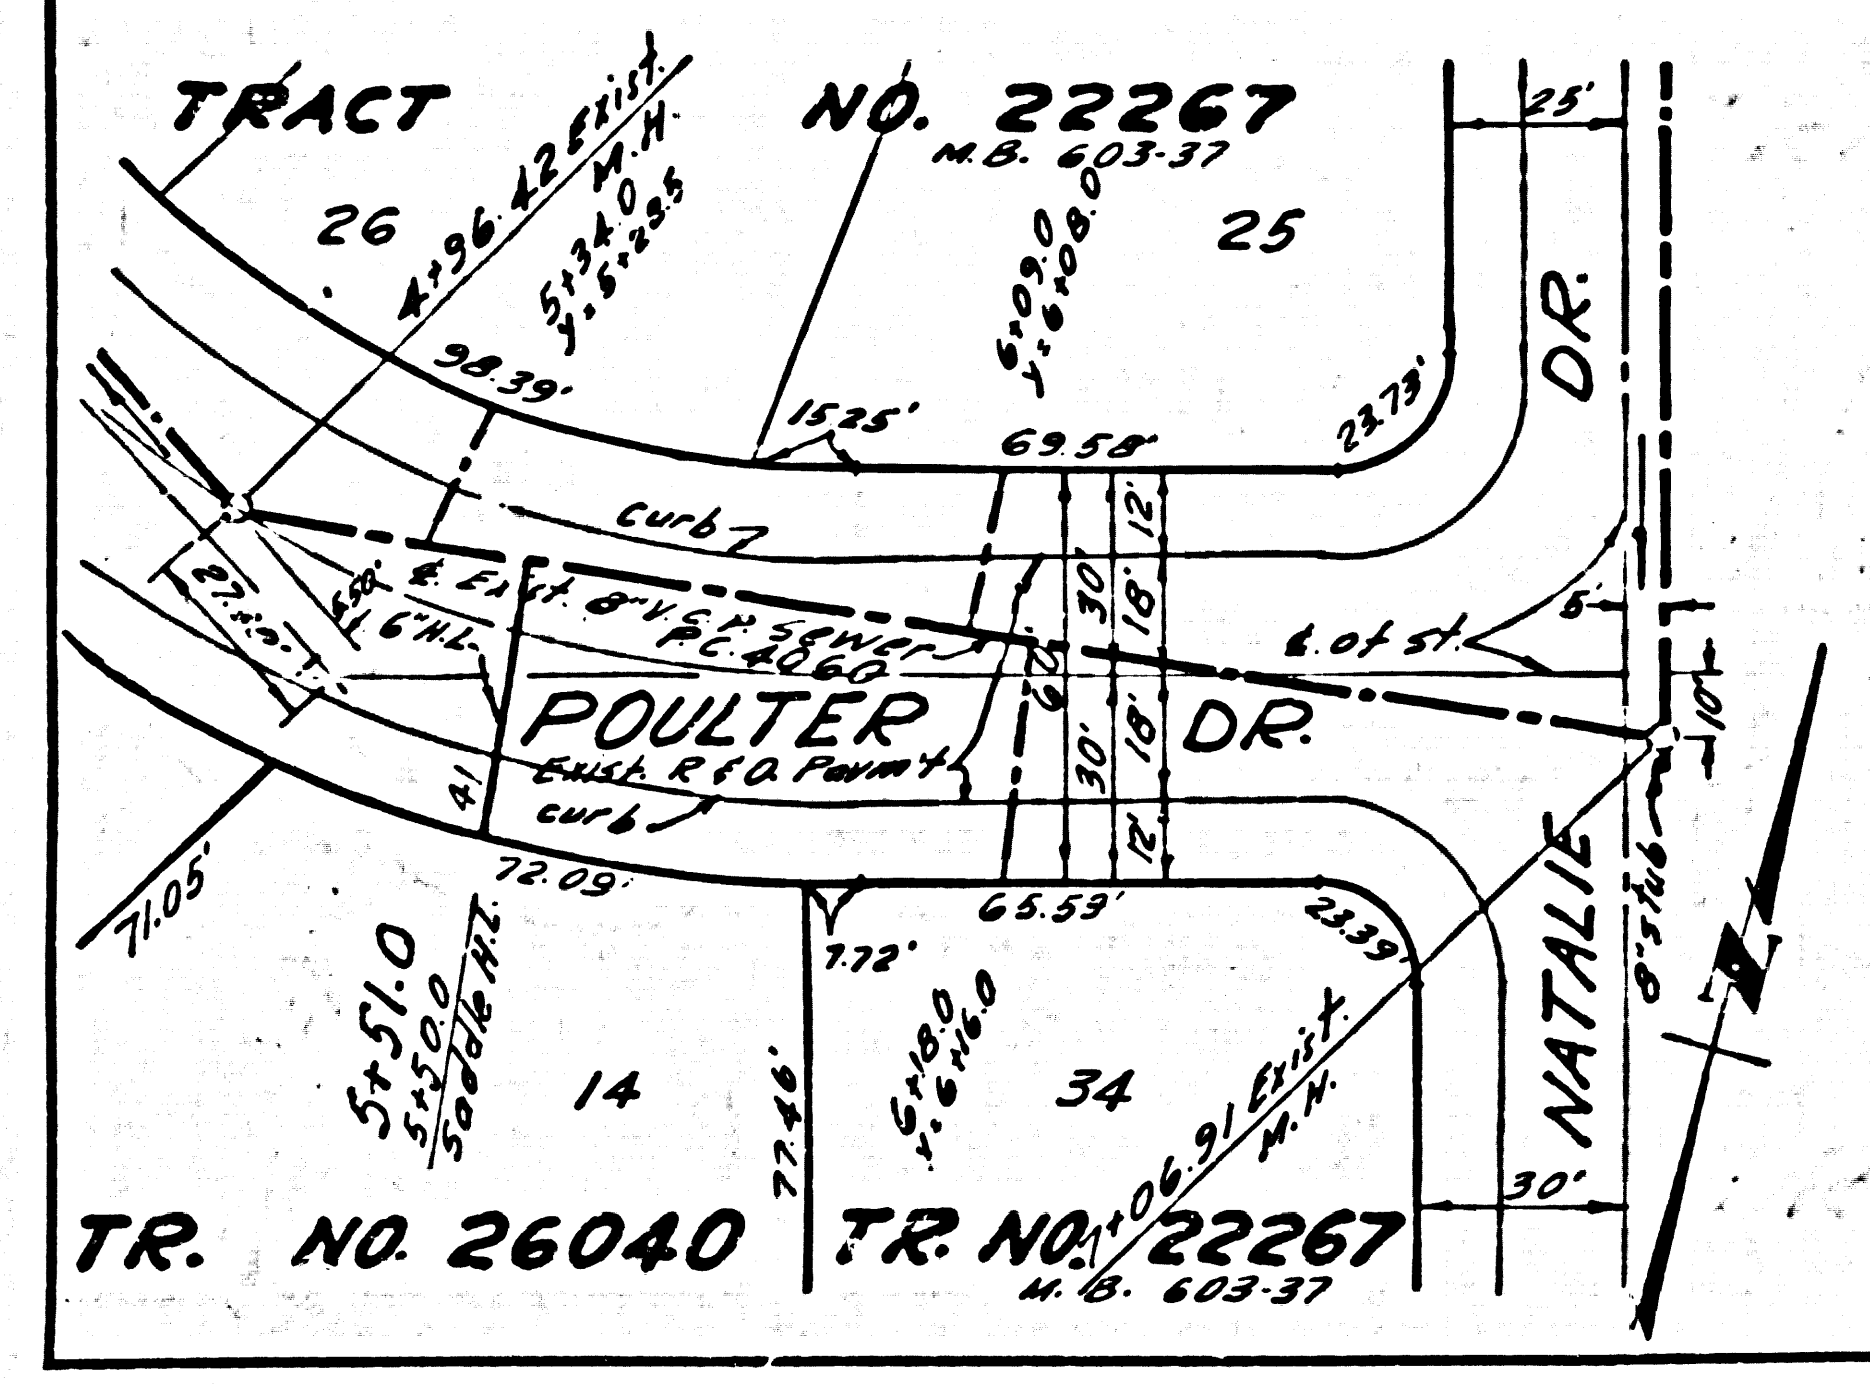 TRACT NO. 22267
M.B. 603-37
26
25
4+96.42 Exist.
M.H.
5+34.0
Y=5+29.5
6+09.0
Y=6+08.0
25'
DR.
98.39'
15.25'
69.58'
23.73'
curb
12'
30'
18'
5'
℄ Exist. 8" V.C.P. Sewer
P.C. 4060
5.50'
6" H.L.
60
℄ of st.
10'
POULTER DR.
Exist. R & O. Pavm't
curb
41
18'
30'
12'
72.09'
65.59'
23.39'
7.72'
71.05'
8" stub
NATALIE
N
5+51.0
5+50.0
Saddle H.L.
14
77.46'
6+18.0
Y=6+16.0
34
7+06.91 Exist.
M.H.
30'
TR. NO. 26040
TR. NO. 22267
M.B. 603-37